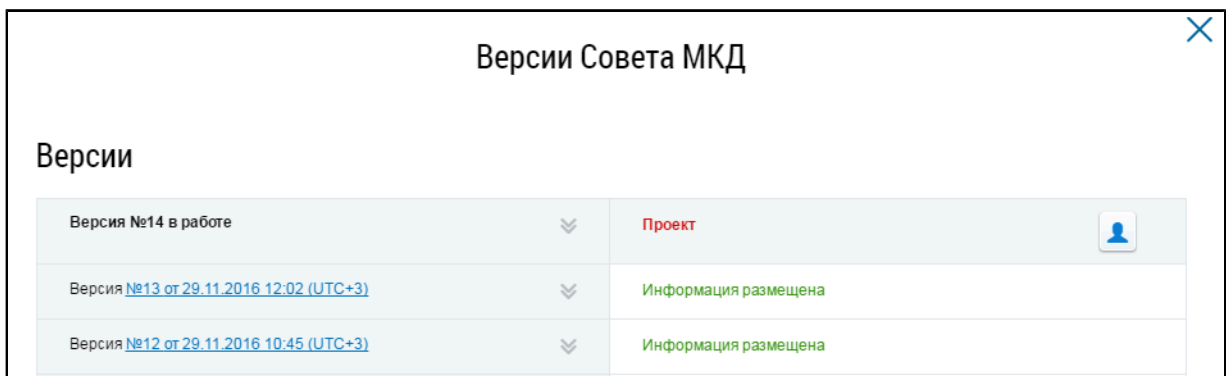 Версии Совета МКД
Версии
Версия №14 в работе
Проект
Версия №13 от 29.11.2016 12:02 (UTC+3)
Информация размещена
Версия №12 от 29.11.2016 10:45 (UTC+3)
Информация размещена